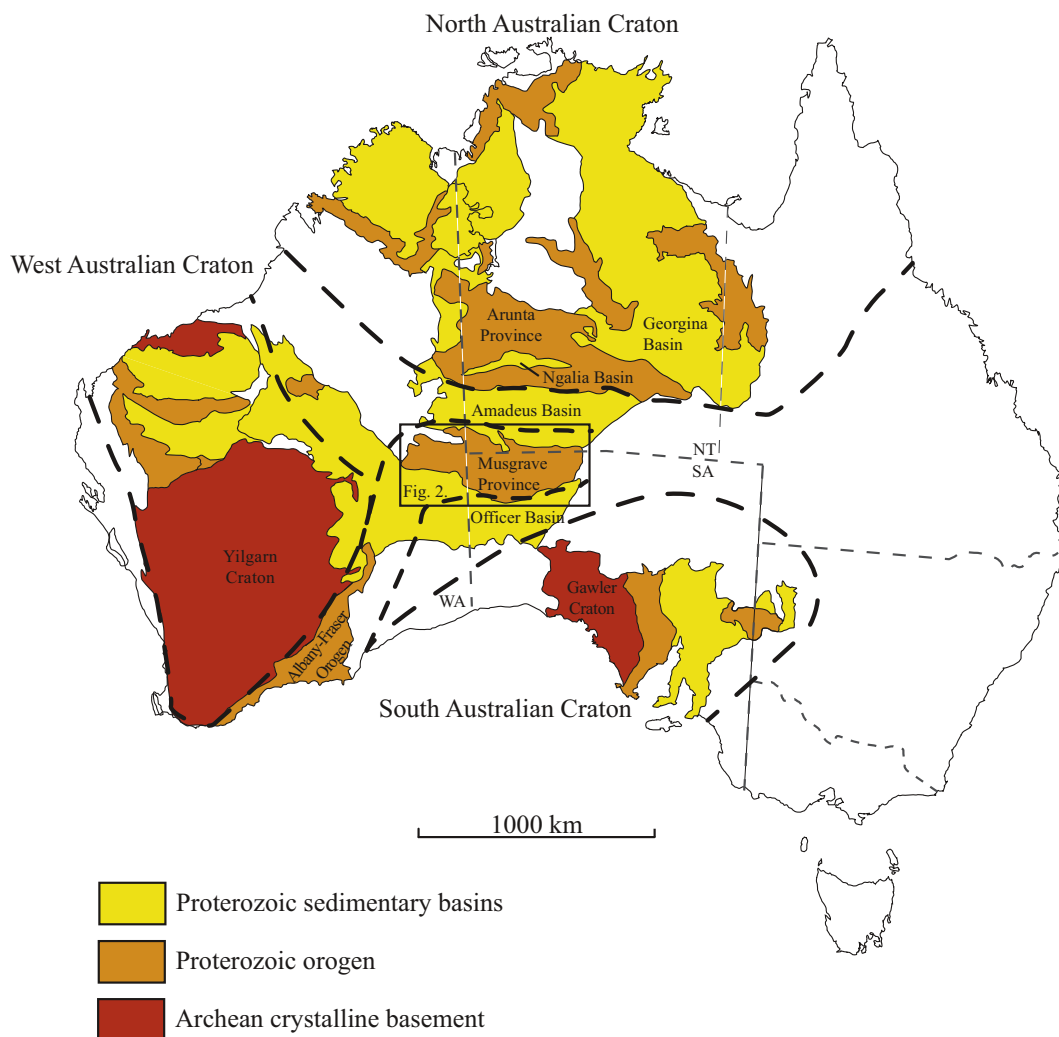 North Australian Craton
West Australian Craton
Arunta
Province
Georgina
Basin
Ngalia Basin
Amadeus Basin
NT
SA
Musgrave
Province
Fig. 2.
Officer Basin
Yilgarn
Craton
WA
Gawler
Craton
Albany-Fraser
Orogen
South Australian Craton
1000 km
Proterozoic sedimentary basins
Proterozoic orogen
Archean crystalline basement